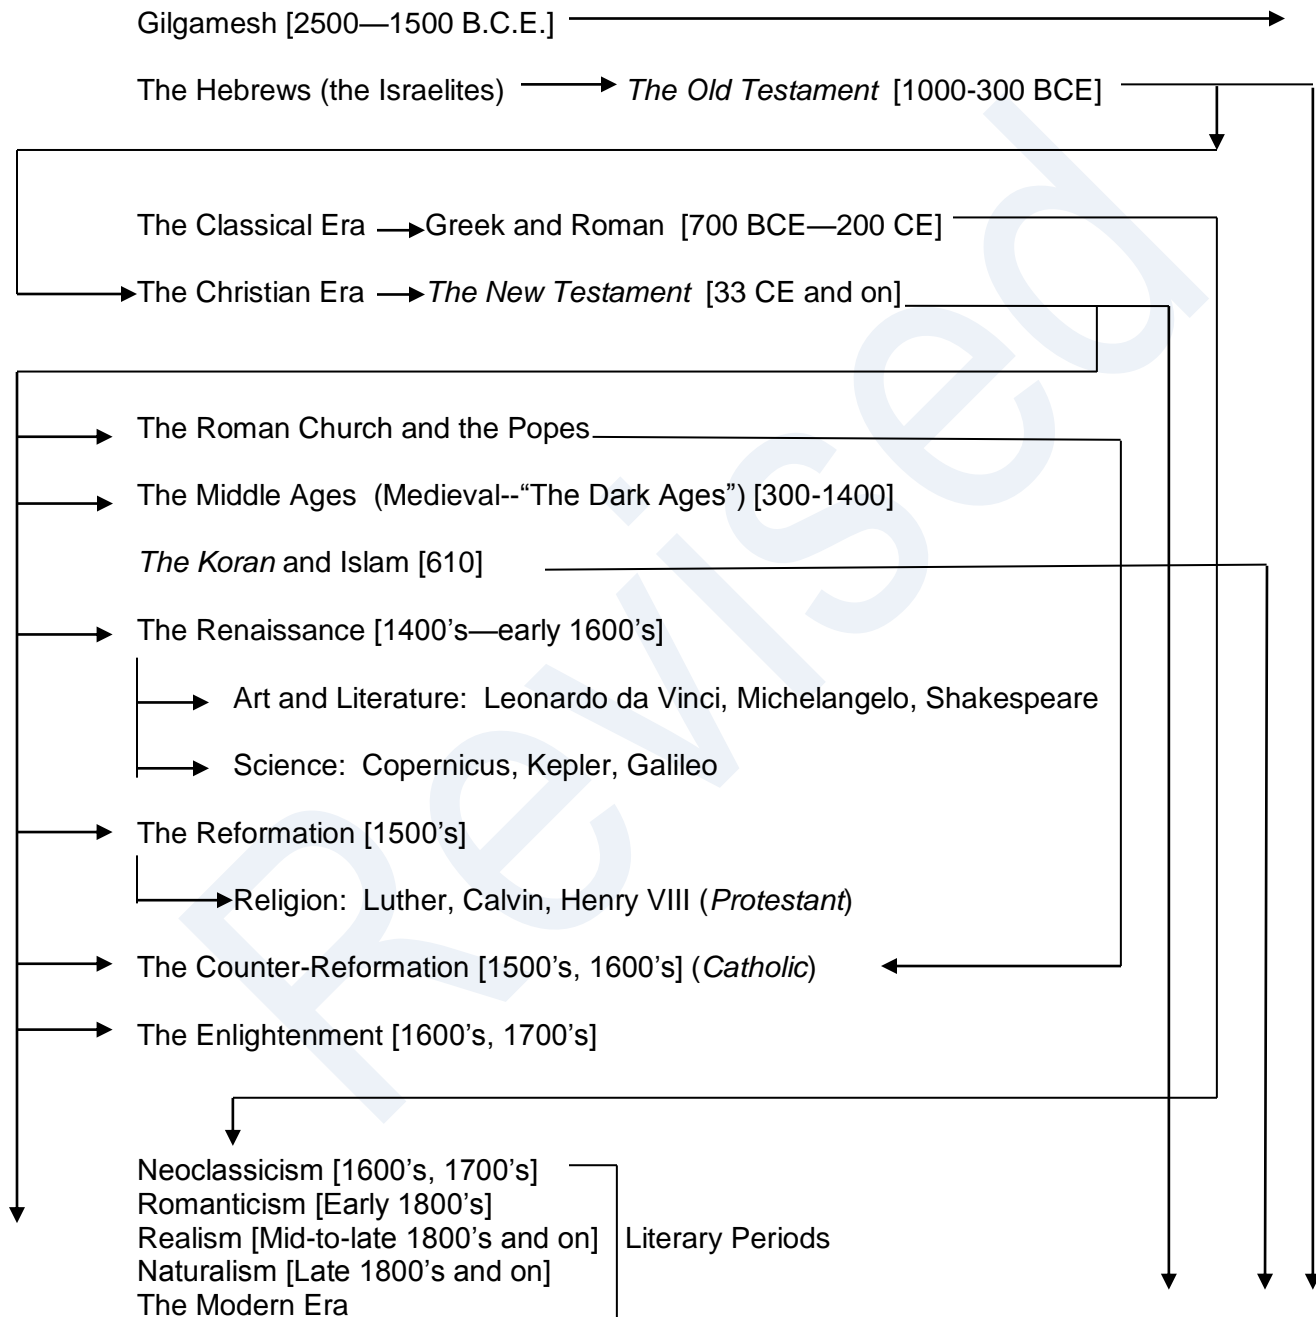 Gilgamesh [2500—1500 B.C.E.]
The Hebrews (the Israelites) The Old Testament [1000-300 BCE]
The Classical Era Greek and Roman [700 BCE—200 CE]
The Christian Era The New Testament [33 CE and on]
The Roman Church and the Popes
The Middle Ages (Medieval--“The Dark Ages”) [300-1400]
The Koran and Islam [610]
The Renaissance [1400’s—early 1600’s]
Art and Literature: Leonardo da Vinci, Michelangelo, Shakespeare
Science: Copernicus, Kepler, Galileo
The Reformation [1500’s]
Religion: Luther, Calvin, Henry VIII (Protestant)
The Counter-Reformation [1500’s, 1600’s] (Catholic)
The Enlightenment [1600’s, 1700’s]
Neoclassicism [1600’s, 1700’s]
Romanticism [Early 1800’s]
Realism [Mid-to-late 1800’s and on] Literary Periods
Naturalism [Late 1800’s and on]
The Modern Era
Revised